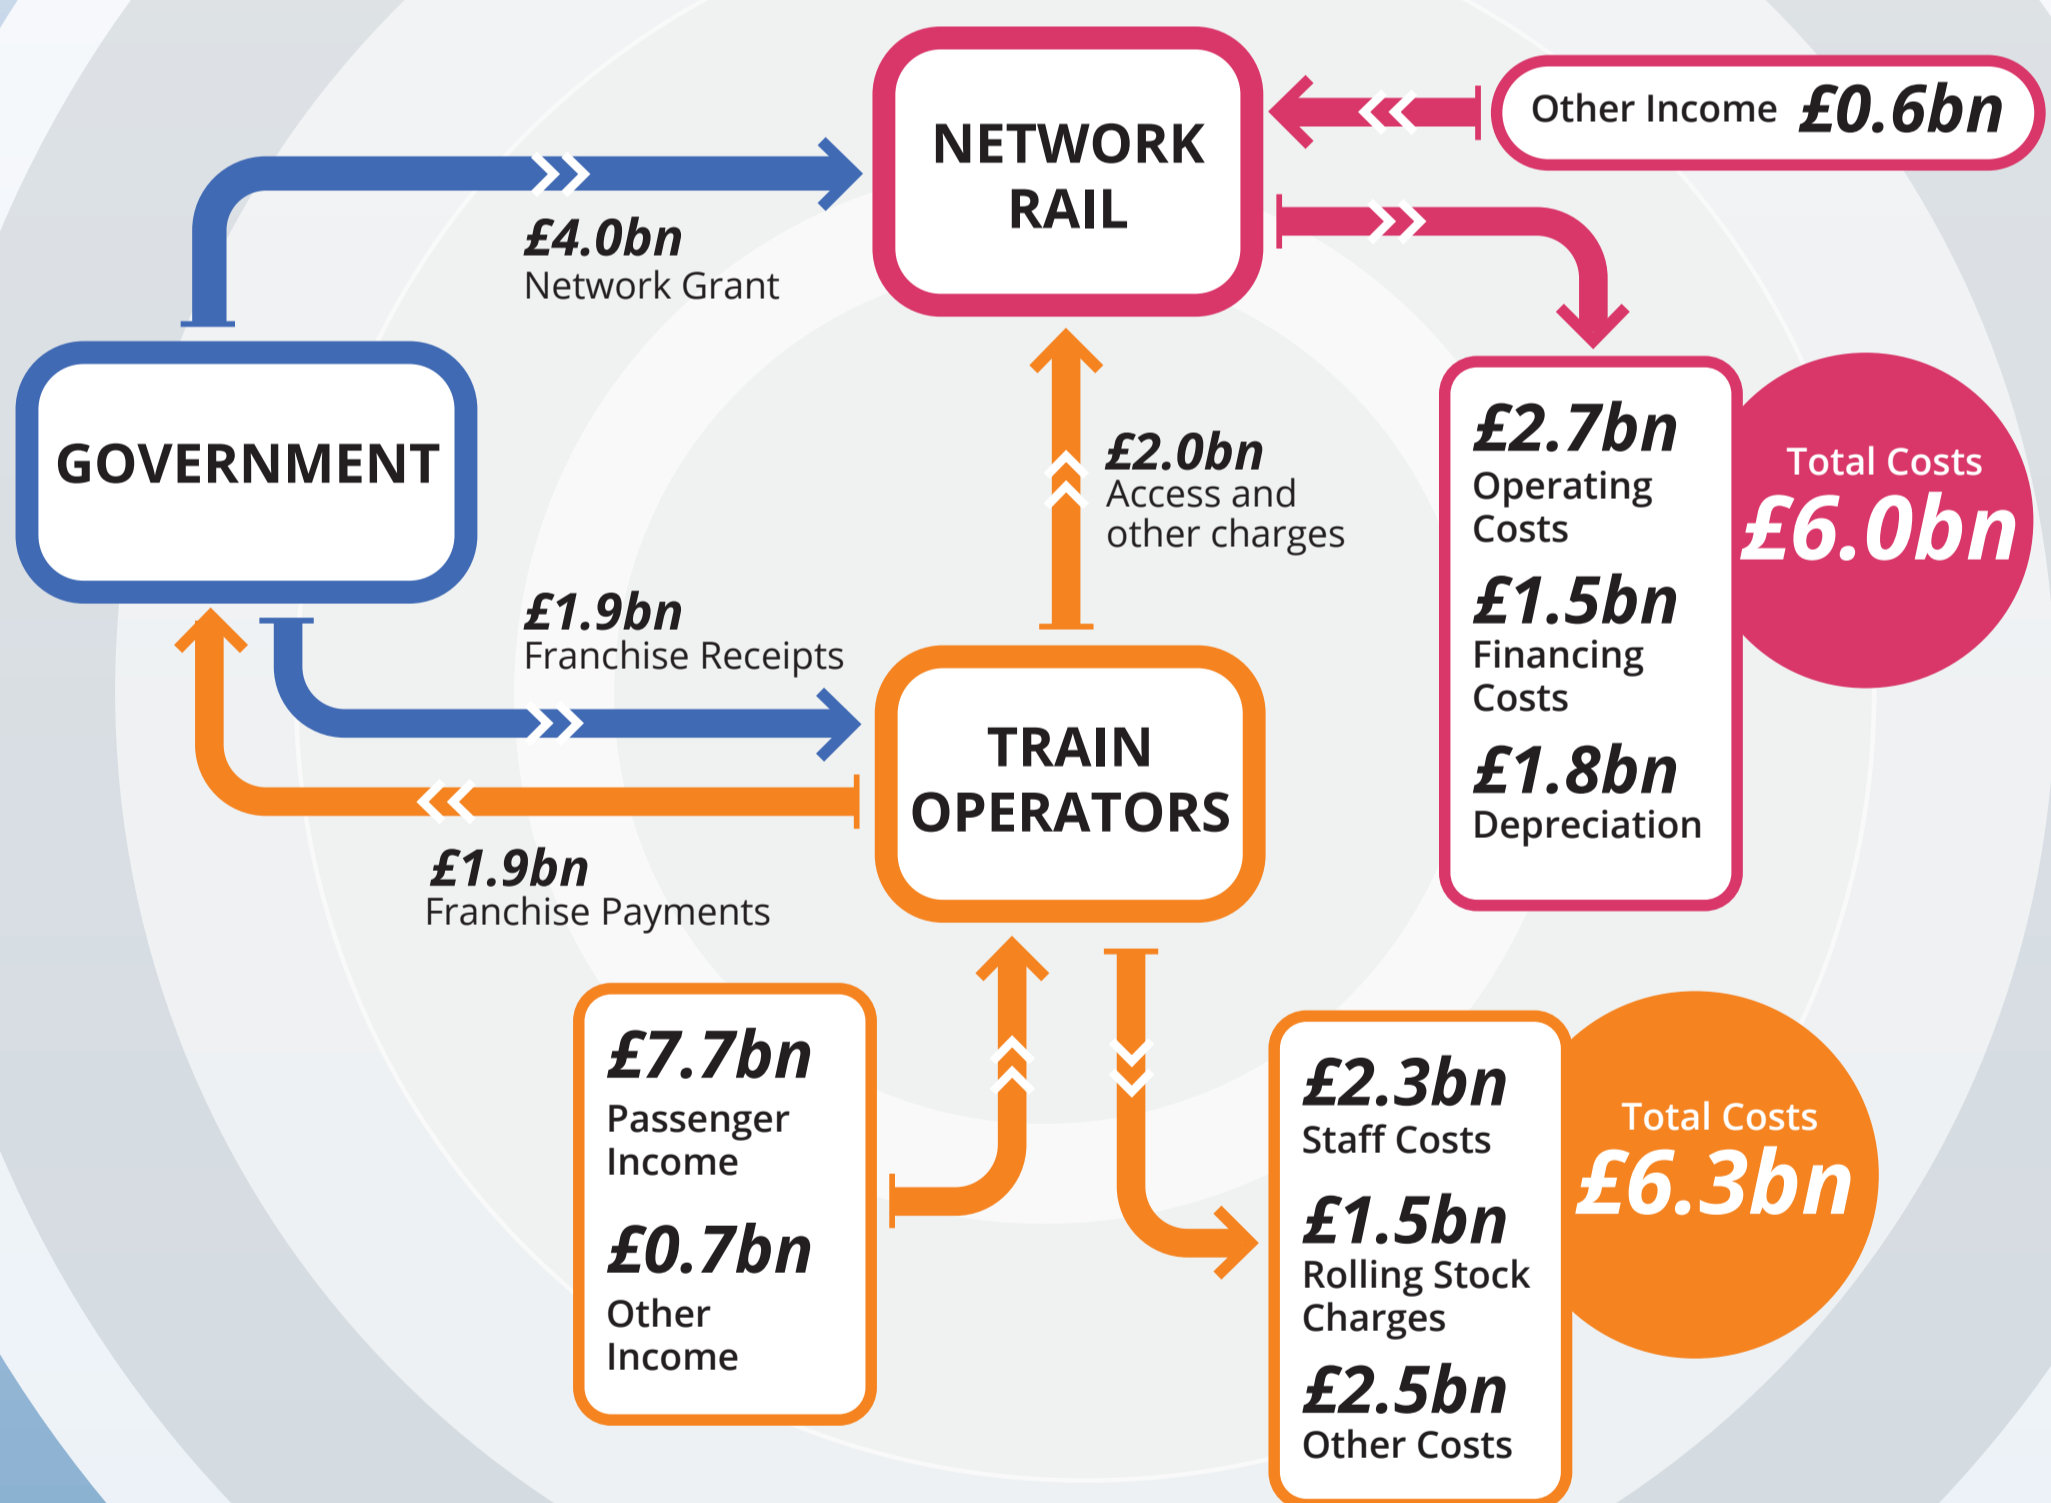 NETWORK
RAIL
Other Income £0.6bn
£4.0bn
Network Grant
GOVERNMENT
£2.0bn
Access and
other charges
£2.7bn
Operating
Costs
£1.5bn
Financing
Costs
£1.8bn
Depreciation
Total Costs
£6.0bn
£1.9bn
Franchise Receipts
TRAIN
OPERATORS
£1.9bn
Franchise Payments
£7.7bn
Passenger
Income
£0.7bn
Other
Income
£2.3bn
Staff Costs
£1.5bn
Rolling Stock
Charges
£2.5bn
Other Costs
Total Costs
£6.3bn